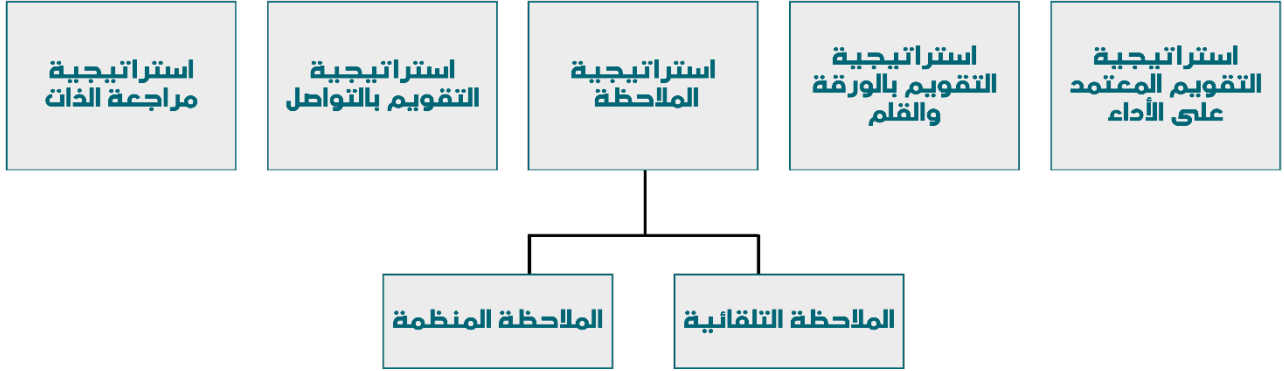 استراتيجية
التقويم المعتمد
على الأداء
استراتيجية
التقويم بالورقة
والقلم
استراتيجية
الملاحظة
استراتيجية
التقويم بالتواصل
استراتيجية
مراجعة الذات
الملاحظة التلقائية
الملاحظة المنظمة